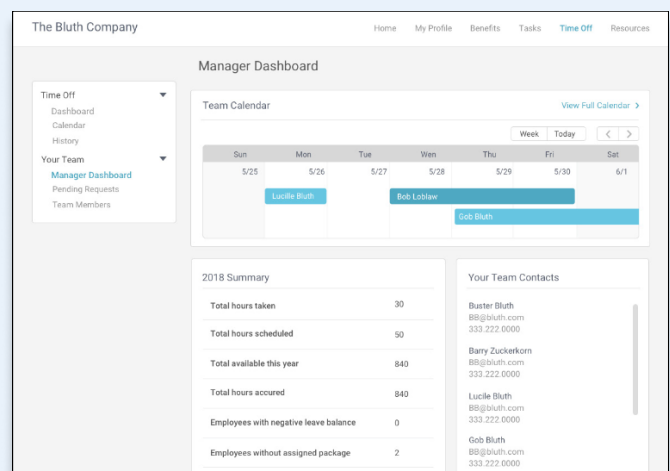 The Bluth Company
Home My Profile Benefits Tasks Time Off Resources
Manager Dashboard
Time Off
Dashboard
Calendar
History
Your Team
Manager Dashboard
Pending Requests
Team Members
Team Calendar
View Full Calendar >
Week Today < >
Sun Mon Tue Wen Thu Fri Sat
5/25 5/26 5/27 5/28 5/29 5/30 6/1
Lucille Bluth Bob Loblaw
Gob Bluth
2018 Summary
Total hours taken 30
Total hours scheduled 50
Total available this year 840
Total hours accured 840
Employees with negative leave balance 0
Employees without assigned package 2
Your Team Contacts
Buster Bluth
BB@bluth.com
333.222.0000
Barry Zuckerkorn
BB@bluth.com
333.222.0000
Lucile Bluth
BB@bluth.com
333.222.0000
Gob Bluth
BB@bluth.com
333.222.0000